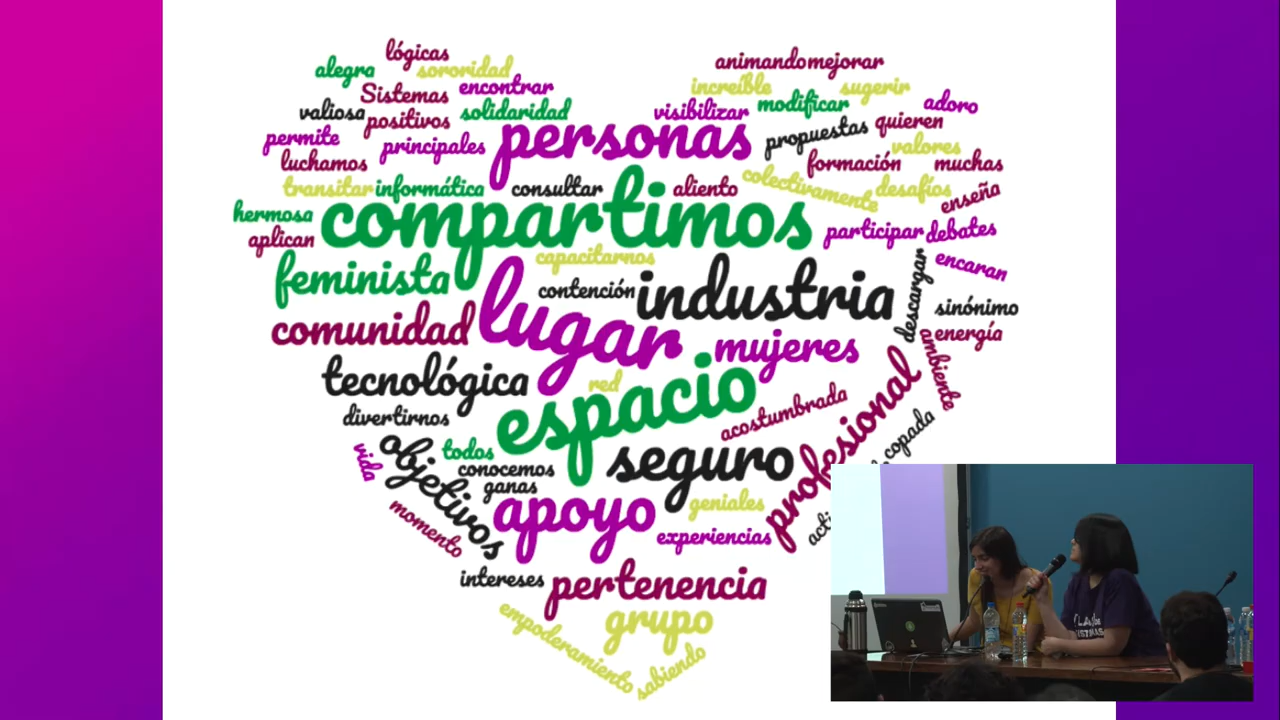 lógicas
alegra
sororidad
Sistemas
encontrar
valiosa
positivos
solidaridad
permite
principales
luchamos
personas
transitar
informática
consultar
aliento
animando
mejorar
increíble
sugerir
visibilizar
modificar
adoro
propuestas
quieren
valores
formación
muchas
colectivamente
desafíos
enseña
hermosa
aplican
compartimos
participar
debates
capacitarnos
encaran
feminista
contención
industria
descargar
sinónimo
comunidad
lugar
mujeres
energía
ambiente
tecnológica
red
espacio
acostumbrada
profesional
divertirnos
copada
vida
objetivos
todos
conocemos
ganas
seguro
momento
apoyo
geniales
experiencias
intereses
pertenencia
empoderamiento
grupo
sabiendo